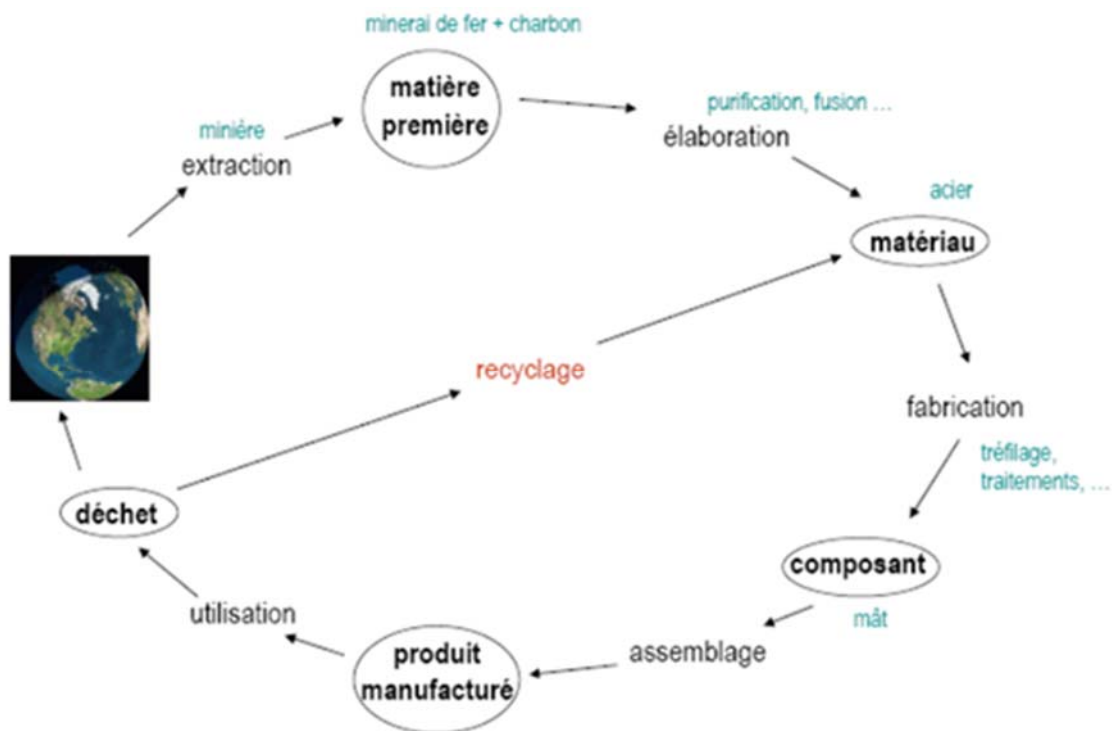 minerai de fer + charbon
matière
première
purification, fusion ...
élaboration
minière
extraction
acier
matériau
recyclage
fabrication
tréfilage,
traitements, ...
déchet
composant
mât
utilisation
assemblage
produit
manufacturé